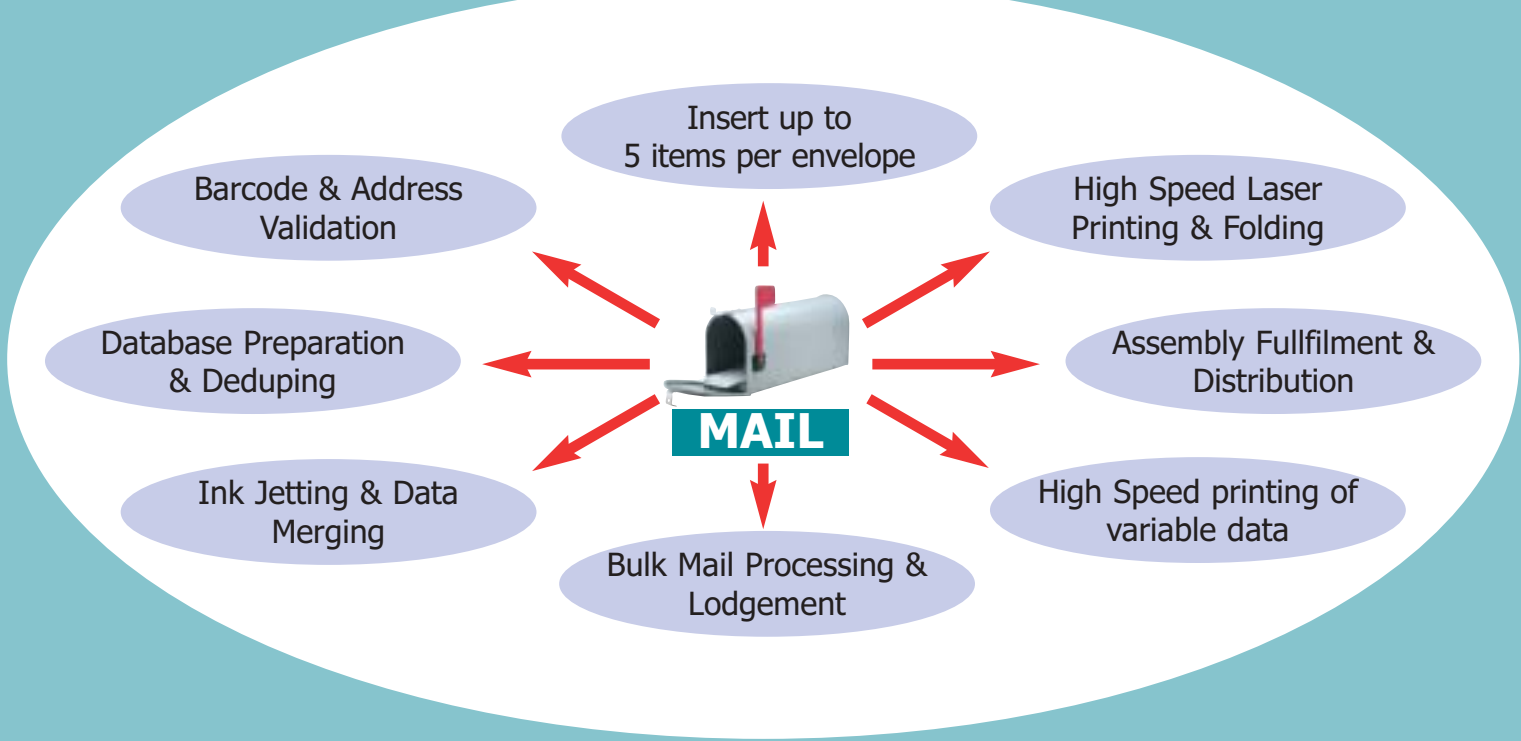 Insert up to
5 items per envelope
Barcode & Address
Validation
High Speed Laser
Printing & Folding
Database Preparation
& Deduping
Assembly Fullfilment &
Distribution
MAIL
Ink Jetting & Data
Merging
High Speed printing of
variable data
Bulk Mail Processing &
Lodgement